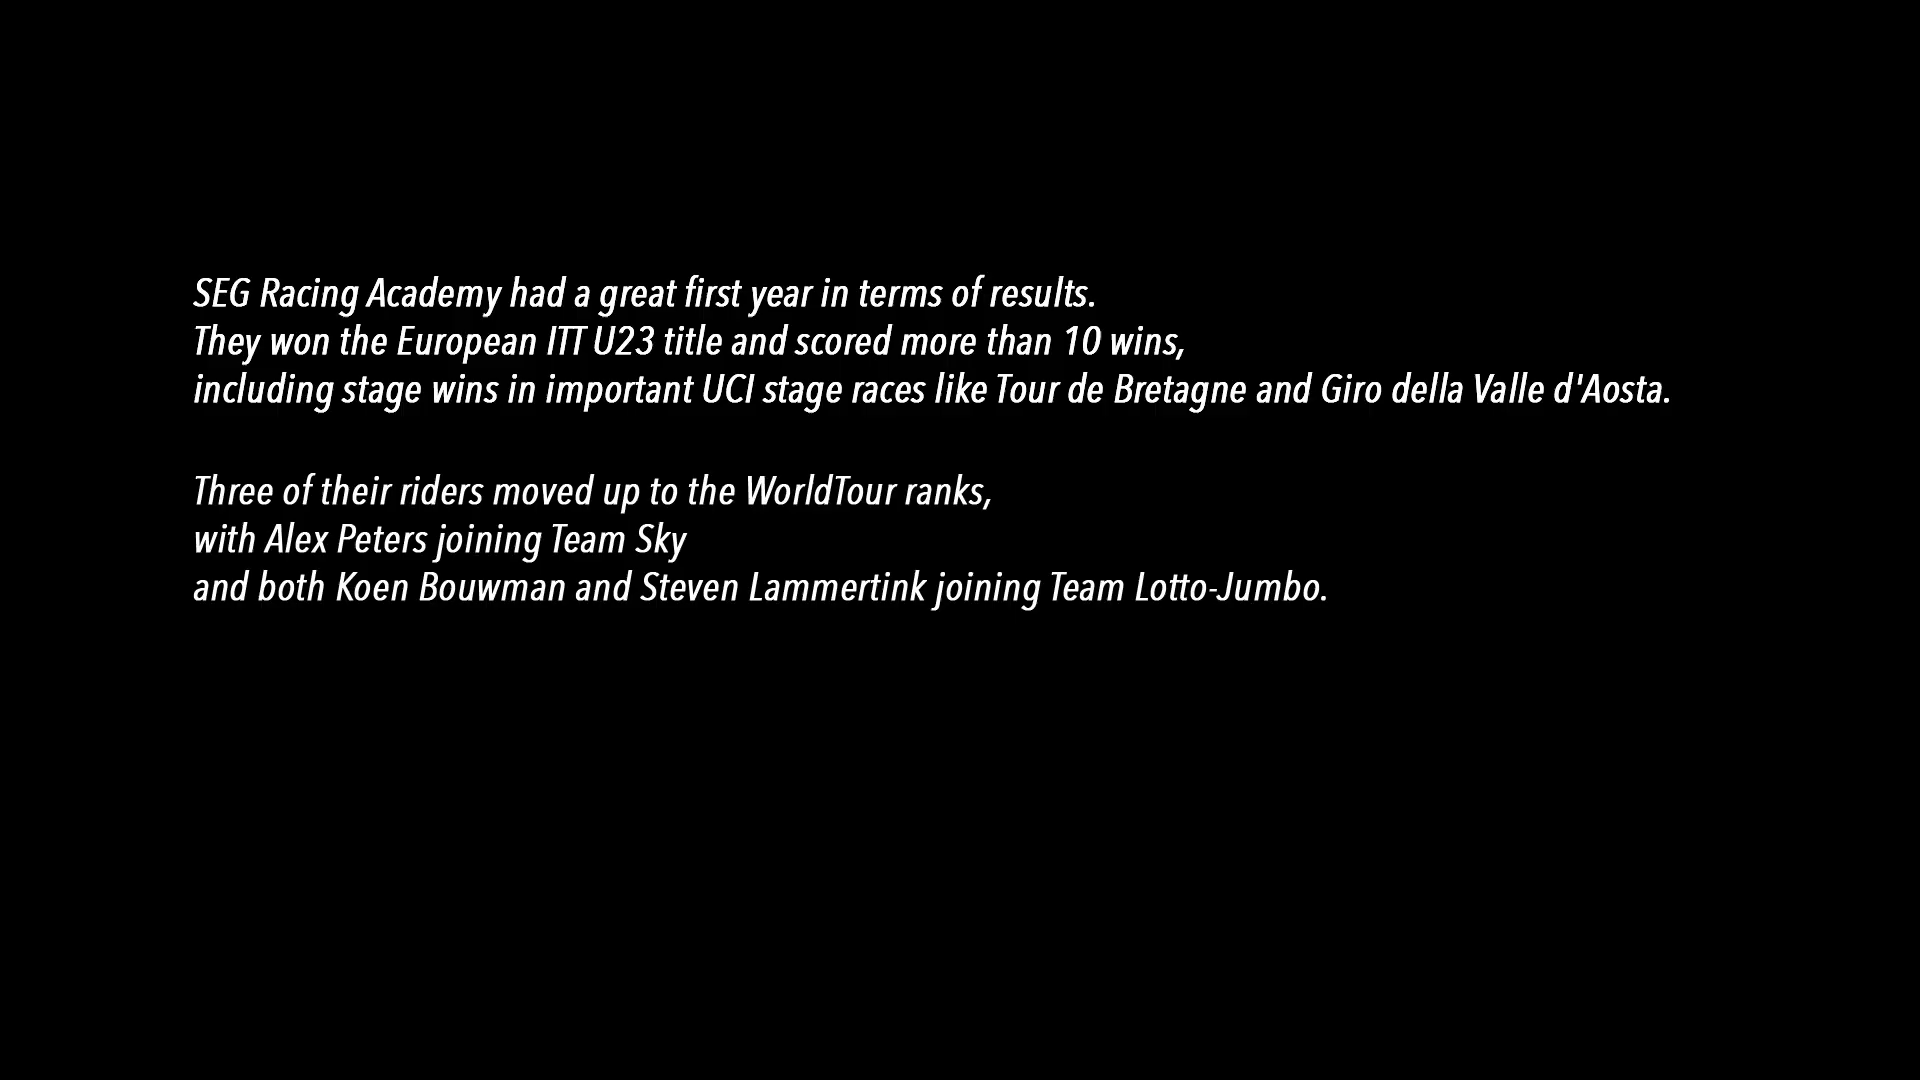 SEG Racing Academy had a great first year in terms of results.
They won the European ITT U23 title and scored more than 10 wins,
including stage wins in important UCI stage races like Tour de Bretagne and Giro della Valle d'Aosta.
Three of their riders moved up to the WorldTour ranks,
with Alex Peters joining Team Sky
and both Koen Bouwman and Steven Lammertink joining Team Lotto-Jumbo.